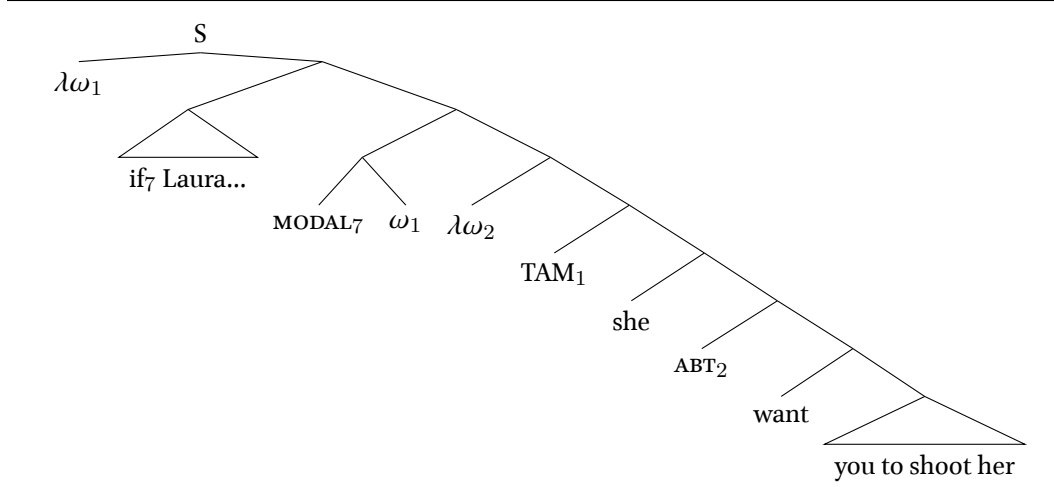 S
λω₁
if₇ Laura...
MODAL₇ ω₁ λω₂
TAM₁
she
ABT₂
want
you to shoot her